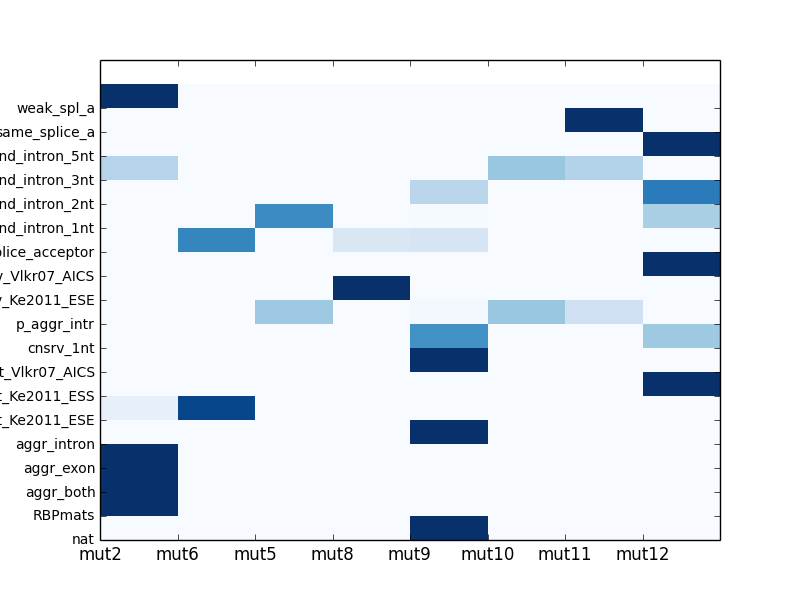 weak_spl_a
same_splice_a
nd_intron_5nt
nd_intron_3nt
nd_intron_2nt
nd_intron_1nt
plice_acceptor
v_Vlkr07_AICS
v_Ke2011_ESE
p_aggr_intr
cnsrv_1nt
t_Vlkr07_AICS
t_Ke2011_ESS
t_Ke2011_ESE
aggr_intron
aggr_exon
aggr_both
RBPmats
nat
mut2 mut6 mut5 mut8 mut9 mut10 mut11 mut12